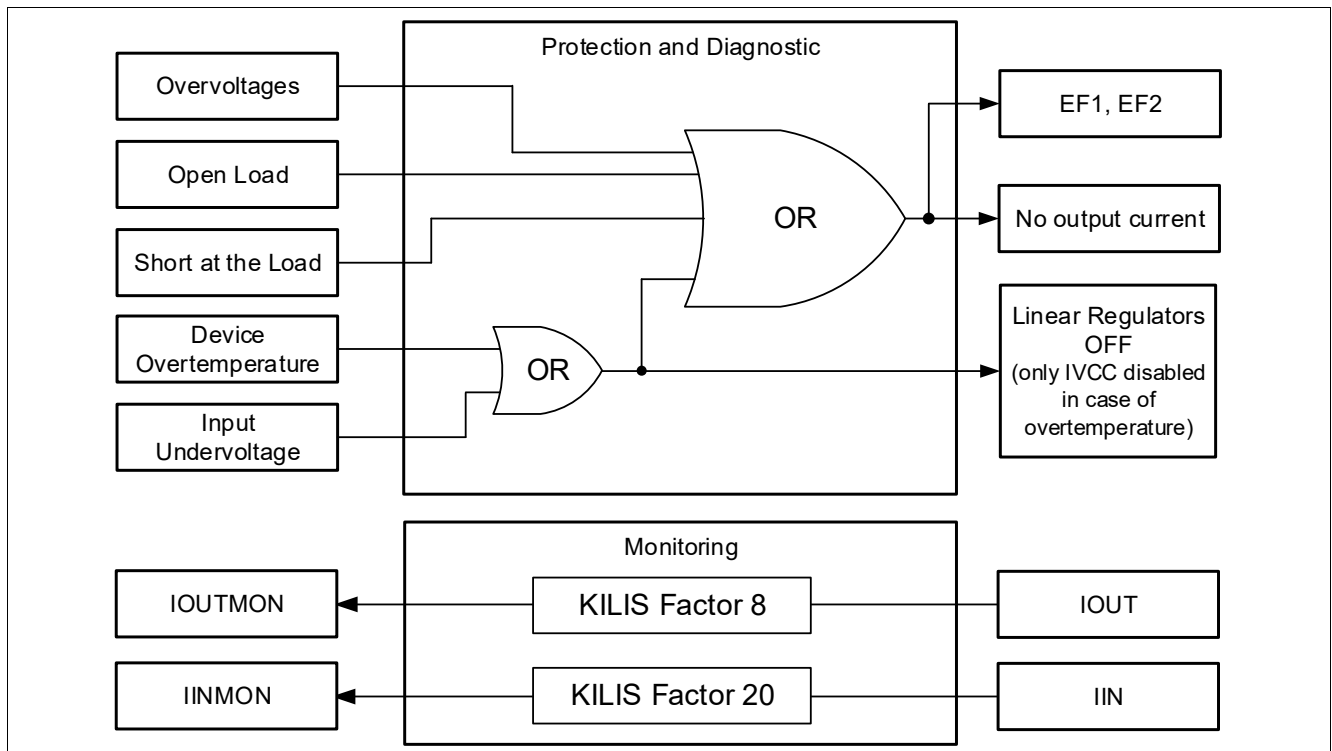 Protection and Diagnostic
Overvoltages
Open Load
Short at the Load
Device
Overtemperature
Input
Undervoltage
OR
OR
EF1, EF2
No output current
Linear Regulators
OFF
(only IVCC disabled
in case of
overtemperature)
Monitoring
IOUTMON
KILIS Factor 8
IOUT
IINMON
KILIS Factor 20
IIN